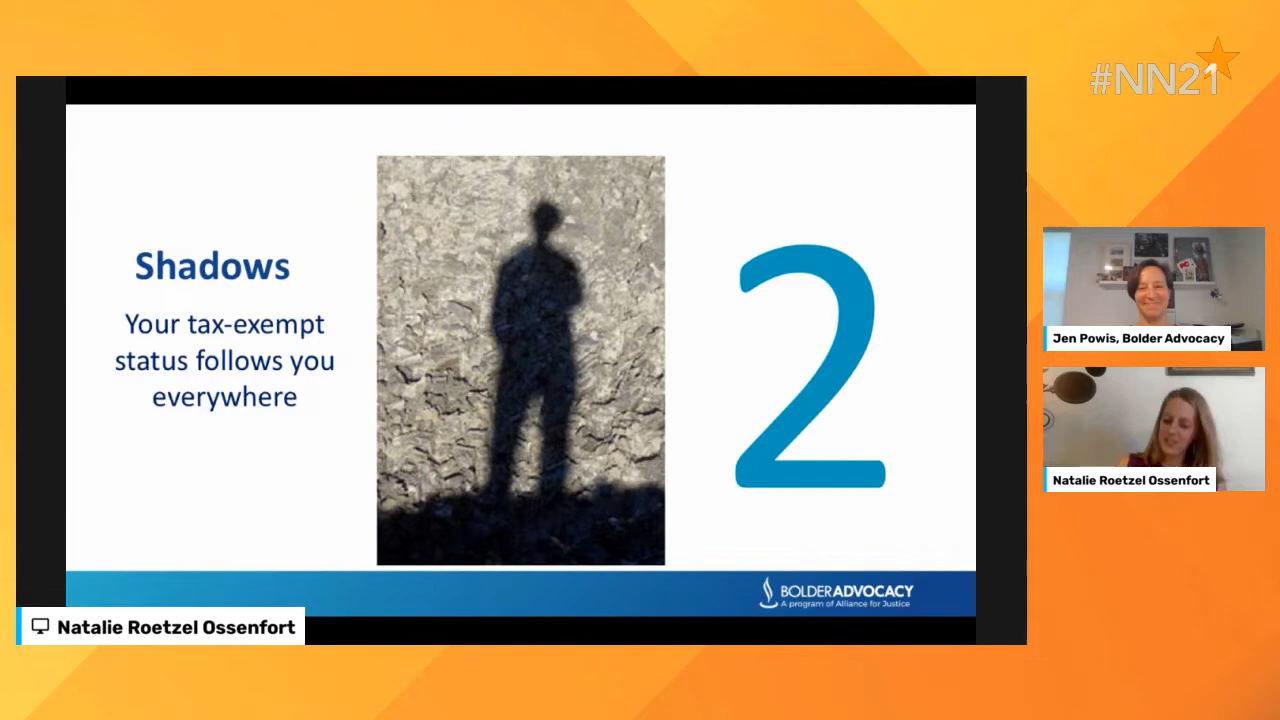 #NN21
Shadows
Your tax-exempt
status follows you
everywhere
2
BOLDERADVOCACY
A program of Alliance for Justice
Natalie Roetzel Ossenfort
Jen Powis, Bolder Advocacy
Natalie Roetzel Ossenfort